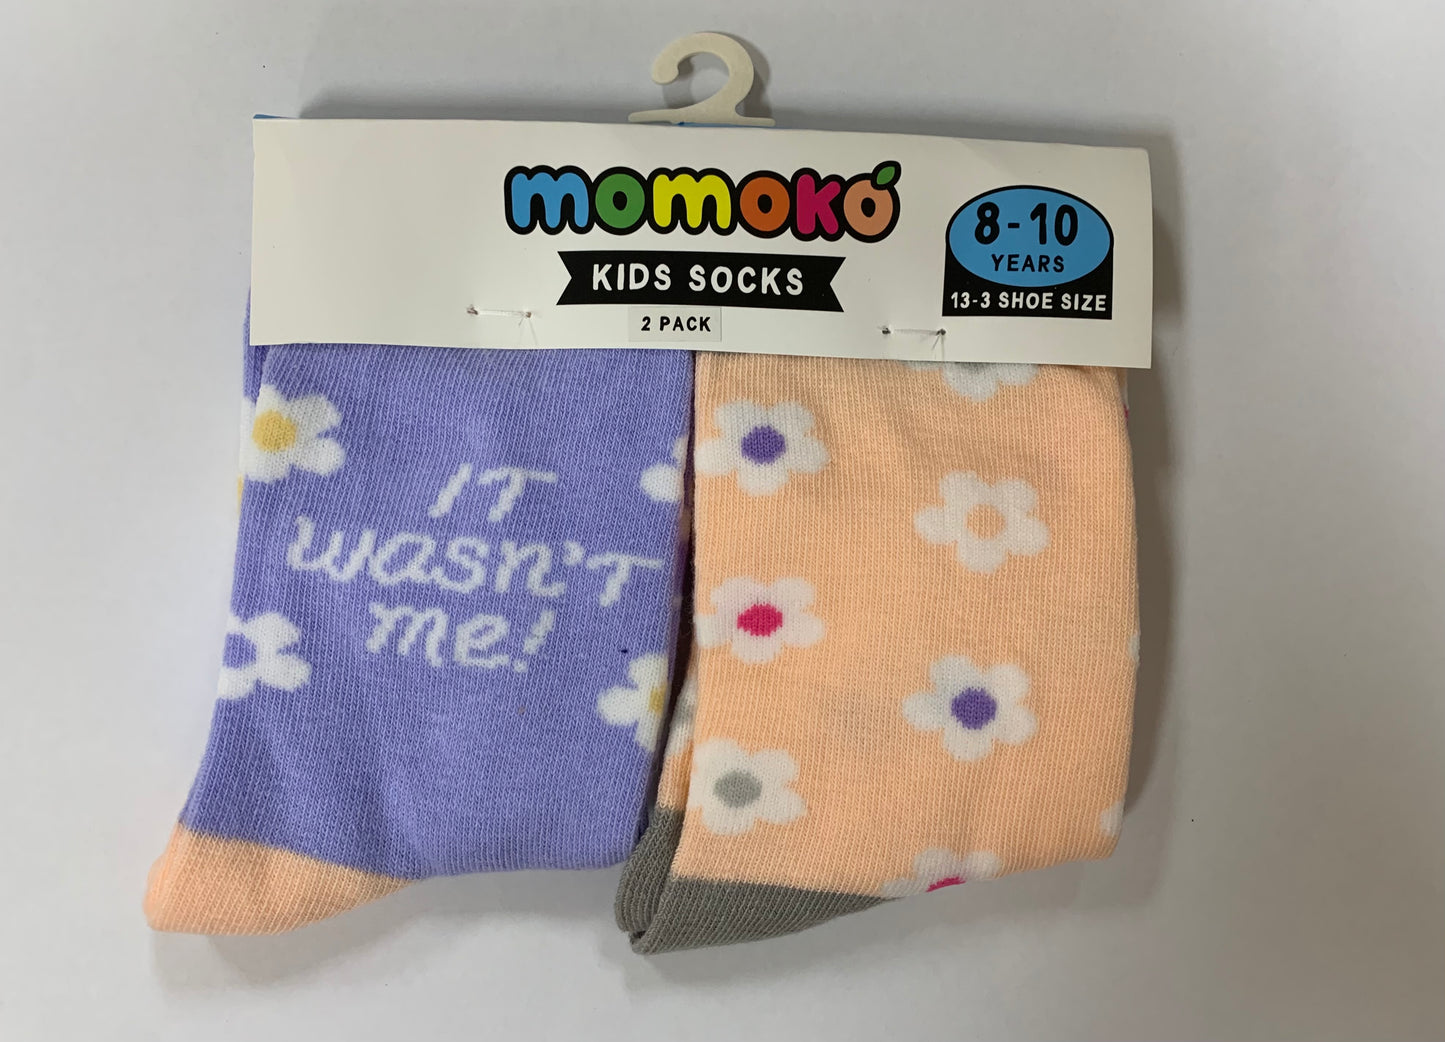 momoko
KIDS SOCKS
2 PACK
8-10
YEARS
13-3 SHOE SIZE
IT
wasn't
me!